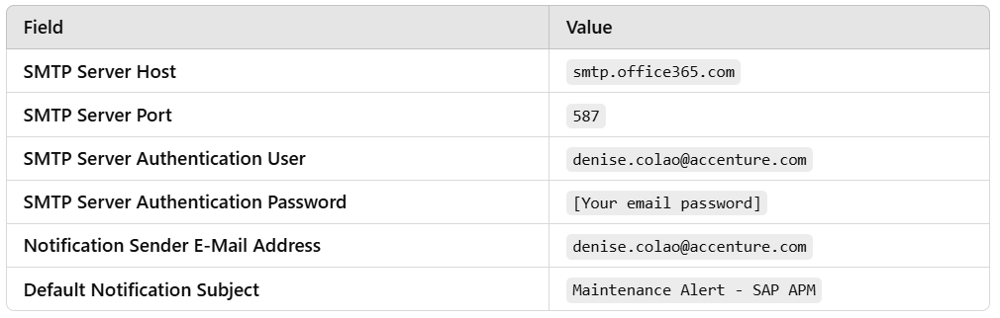 Field Value
SMTP Server Host smtp.office365.com
SMTP Server Port 587
SMTP Server Authentication User denise.colao@accenture.com
SMTP Server Authentication Password [Your email password]
Notification Sender E-Mail Address denise.colao@accenture.com
Default Notification Subject Maintenance Alert - SAP APM